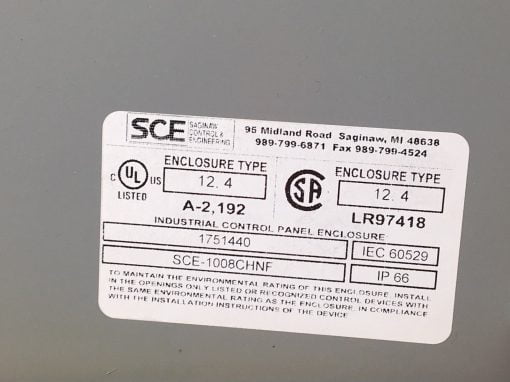 SCE SAGINAW CONTROL & ENGINEERING
95 Midland Road Saginaw, MI 48638
989-799-6871 Fax 989-799-4524
ENCLOSURE TYPE
12, 4
C UL US
LISTED
A-2,192
ENCLOSURE TYPE
12, 4
SA
LR97418
INDUSTRIAL CONTROL PANEL ENCLOSURE
1751440 IEC 60529
SCE-1008CHNF IP 66
TO MAINTAIN THE ENVIRONMENTAL RATING OF THIS ENCLOSURE, INSTALL
IN THE OPENINGS ONLY LISTED OR RECOGNIZED CONTROL DEVICES WITH
THE SAME ENVIRONMENTAL RATING AS THE ENCLOSURE, IN COMPLIANCE
WITH THE INSTALLATION INSTRUCTIONS OF THE DEVICE